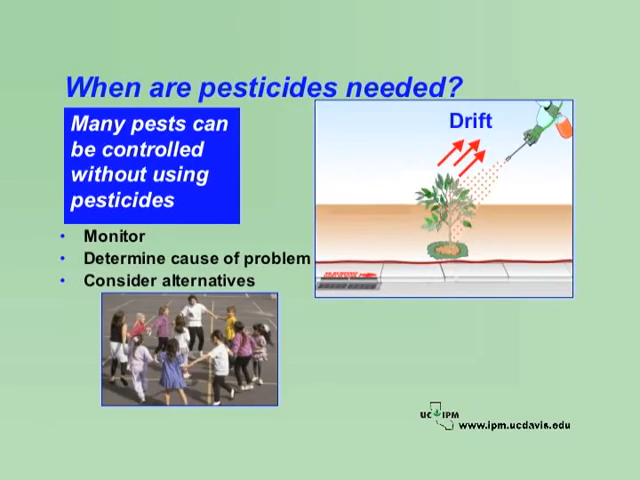 When are pesticides needed?
Many pests can
be controlled
without using
pesticides
• Monitor
• Determine cause of problem
• Consider alternatives
Drift
UC IPM
www.ipm.ucdavis.edu